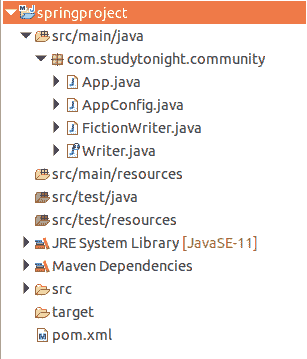 springproject
src/main/java
com.studytonight.community
App.java
AppConfig.java
FictionWriter.java
Writer.java
src/main/resources
src/test/java
src/test/resources
JRE System Library [JavaSE-11]
Maven Dependencies
src
target
pom.xml